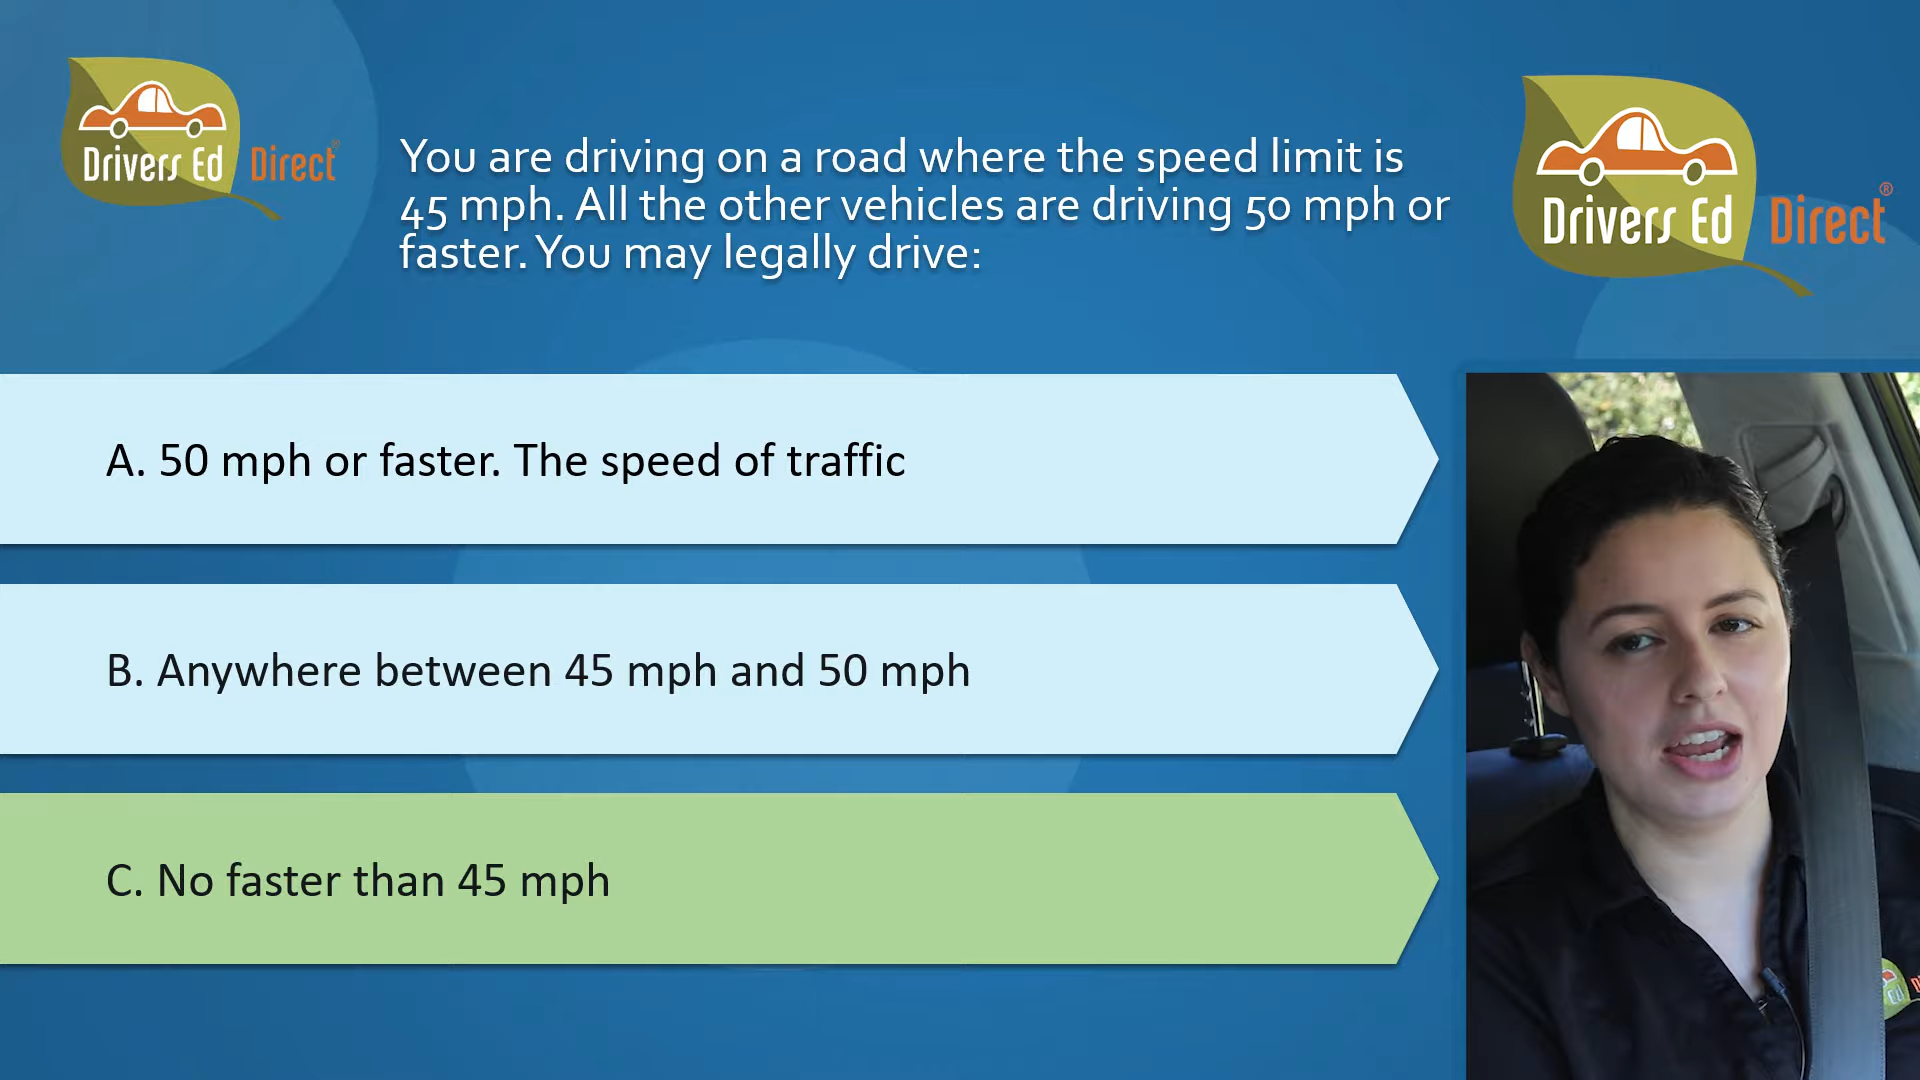 Drivers Ed Direct®
You are driving on a road where the speed limit is
45 mph. All the other vehicles are driving 50 mph or
faster. You may legally drive:
Drivers Ed Direct®
A. 50 mph or faster. The speed of traffic
B. Anywhere between 45 mph and 50 mph
C. No faster than 45 mph
Ed